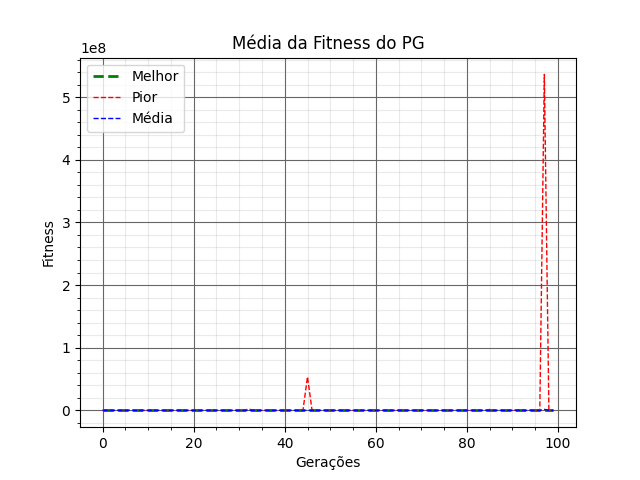 Média da Fitness do PG
1e8
Melhor
Pior
Média
5
4
3
2
1
0
Fitness
0 20 40 60 80 100
Gerações